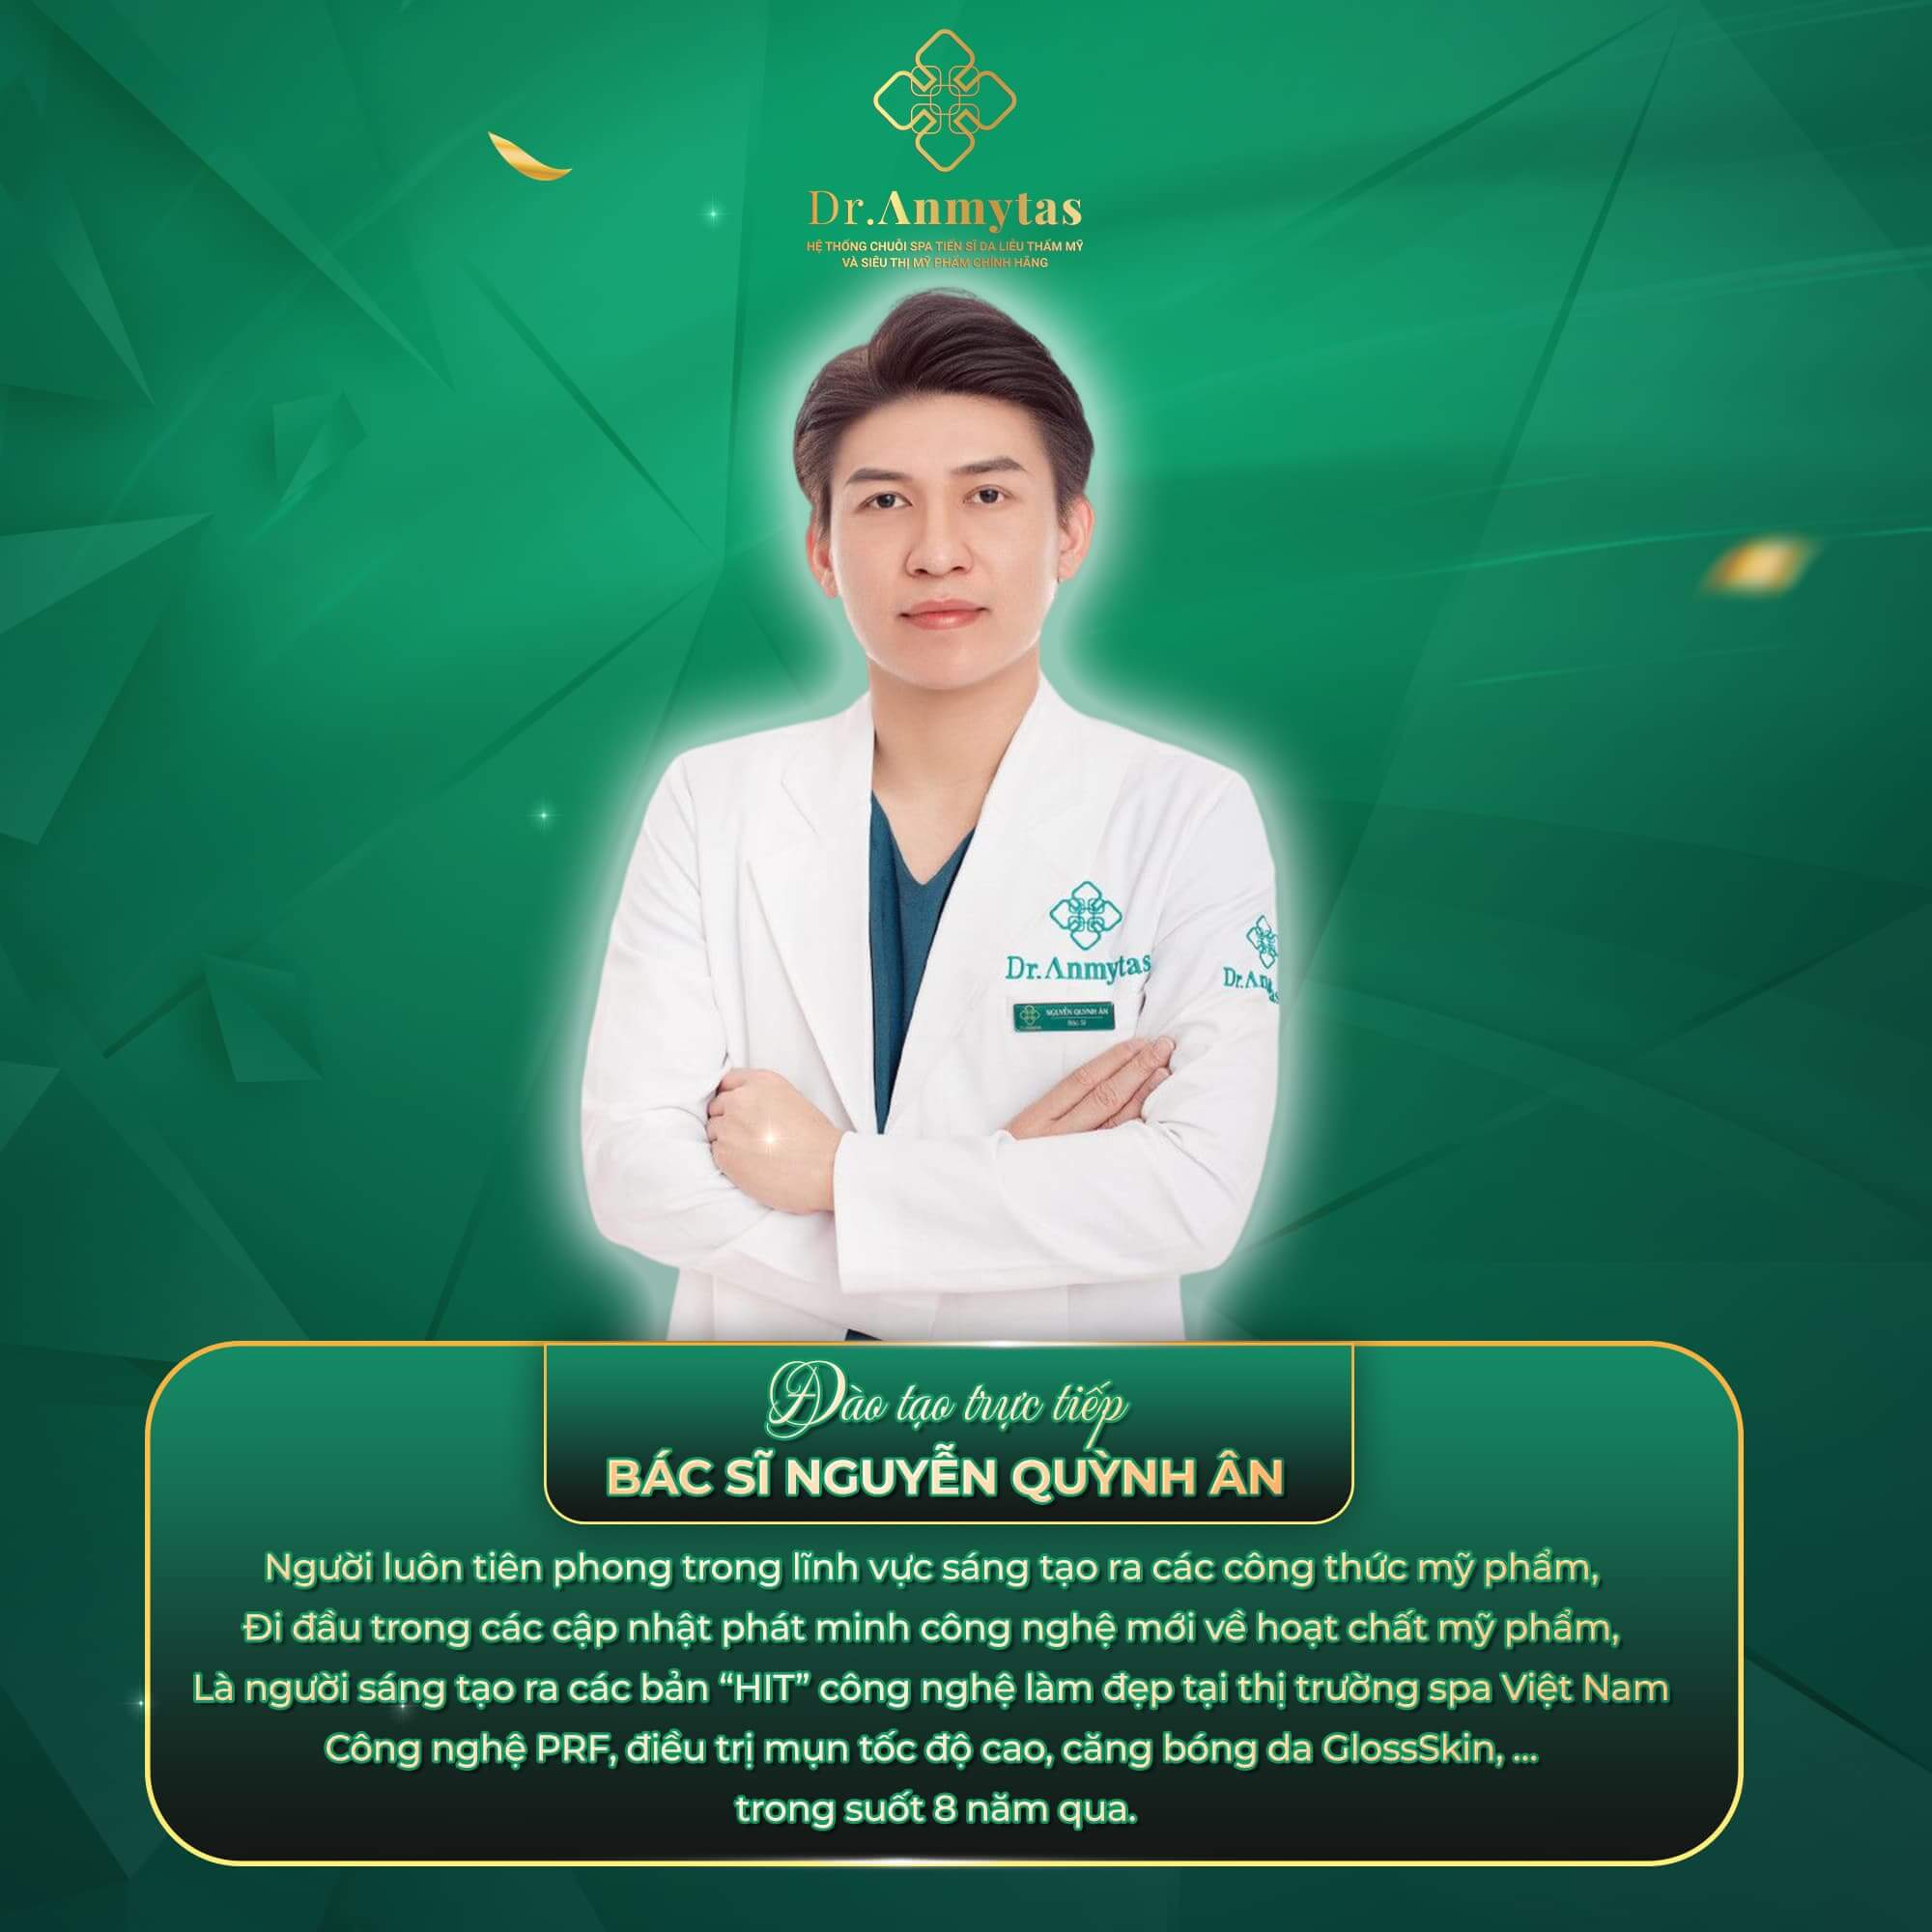 Dr.Anmytas
HỆ THỐNG CHUỖI SPA TIẾN SĨ DA LIỄU THẨM MỸ
VÀ SIÊU THỊ MỸ PHẨM CHÍNH HÃNG
Dr.Anmytas
NGUYỄN QUỲNH ÂN
BÁC SĨ
Đào tạo trực tiếp
BÁC SĨ NGUYỄN QUỲNH ÂN
Người luôn tiên phong trong lĩnh vực sáng tạo ra các công thức mỹ phẩm,
Đi đầu trong các cập nhật phát minh công nghệ mới về hoạt chất mỹ phẩm,
Là người sáng tạo ra các bản “HIT” công nghệ làm đẹp tại thị trường spa Việt Nam
Công nghệ PRF, điều trị mụn tốc độ cao, căng bóng da GlossSkin, ...
trong suốt 8 năm qua.